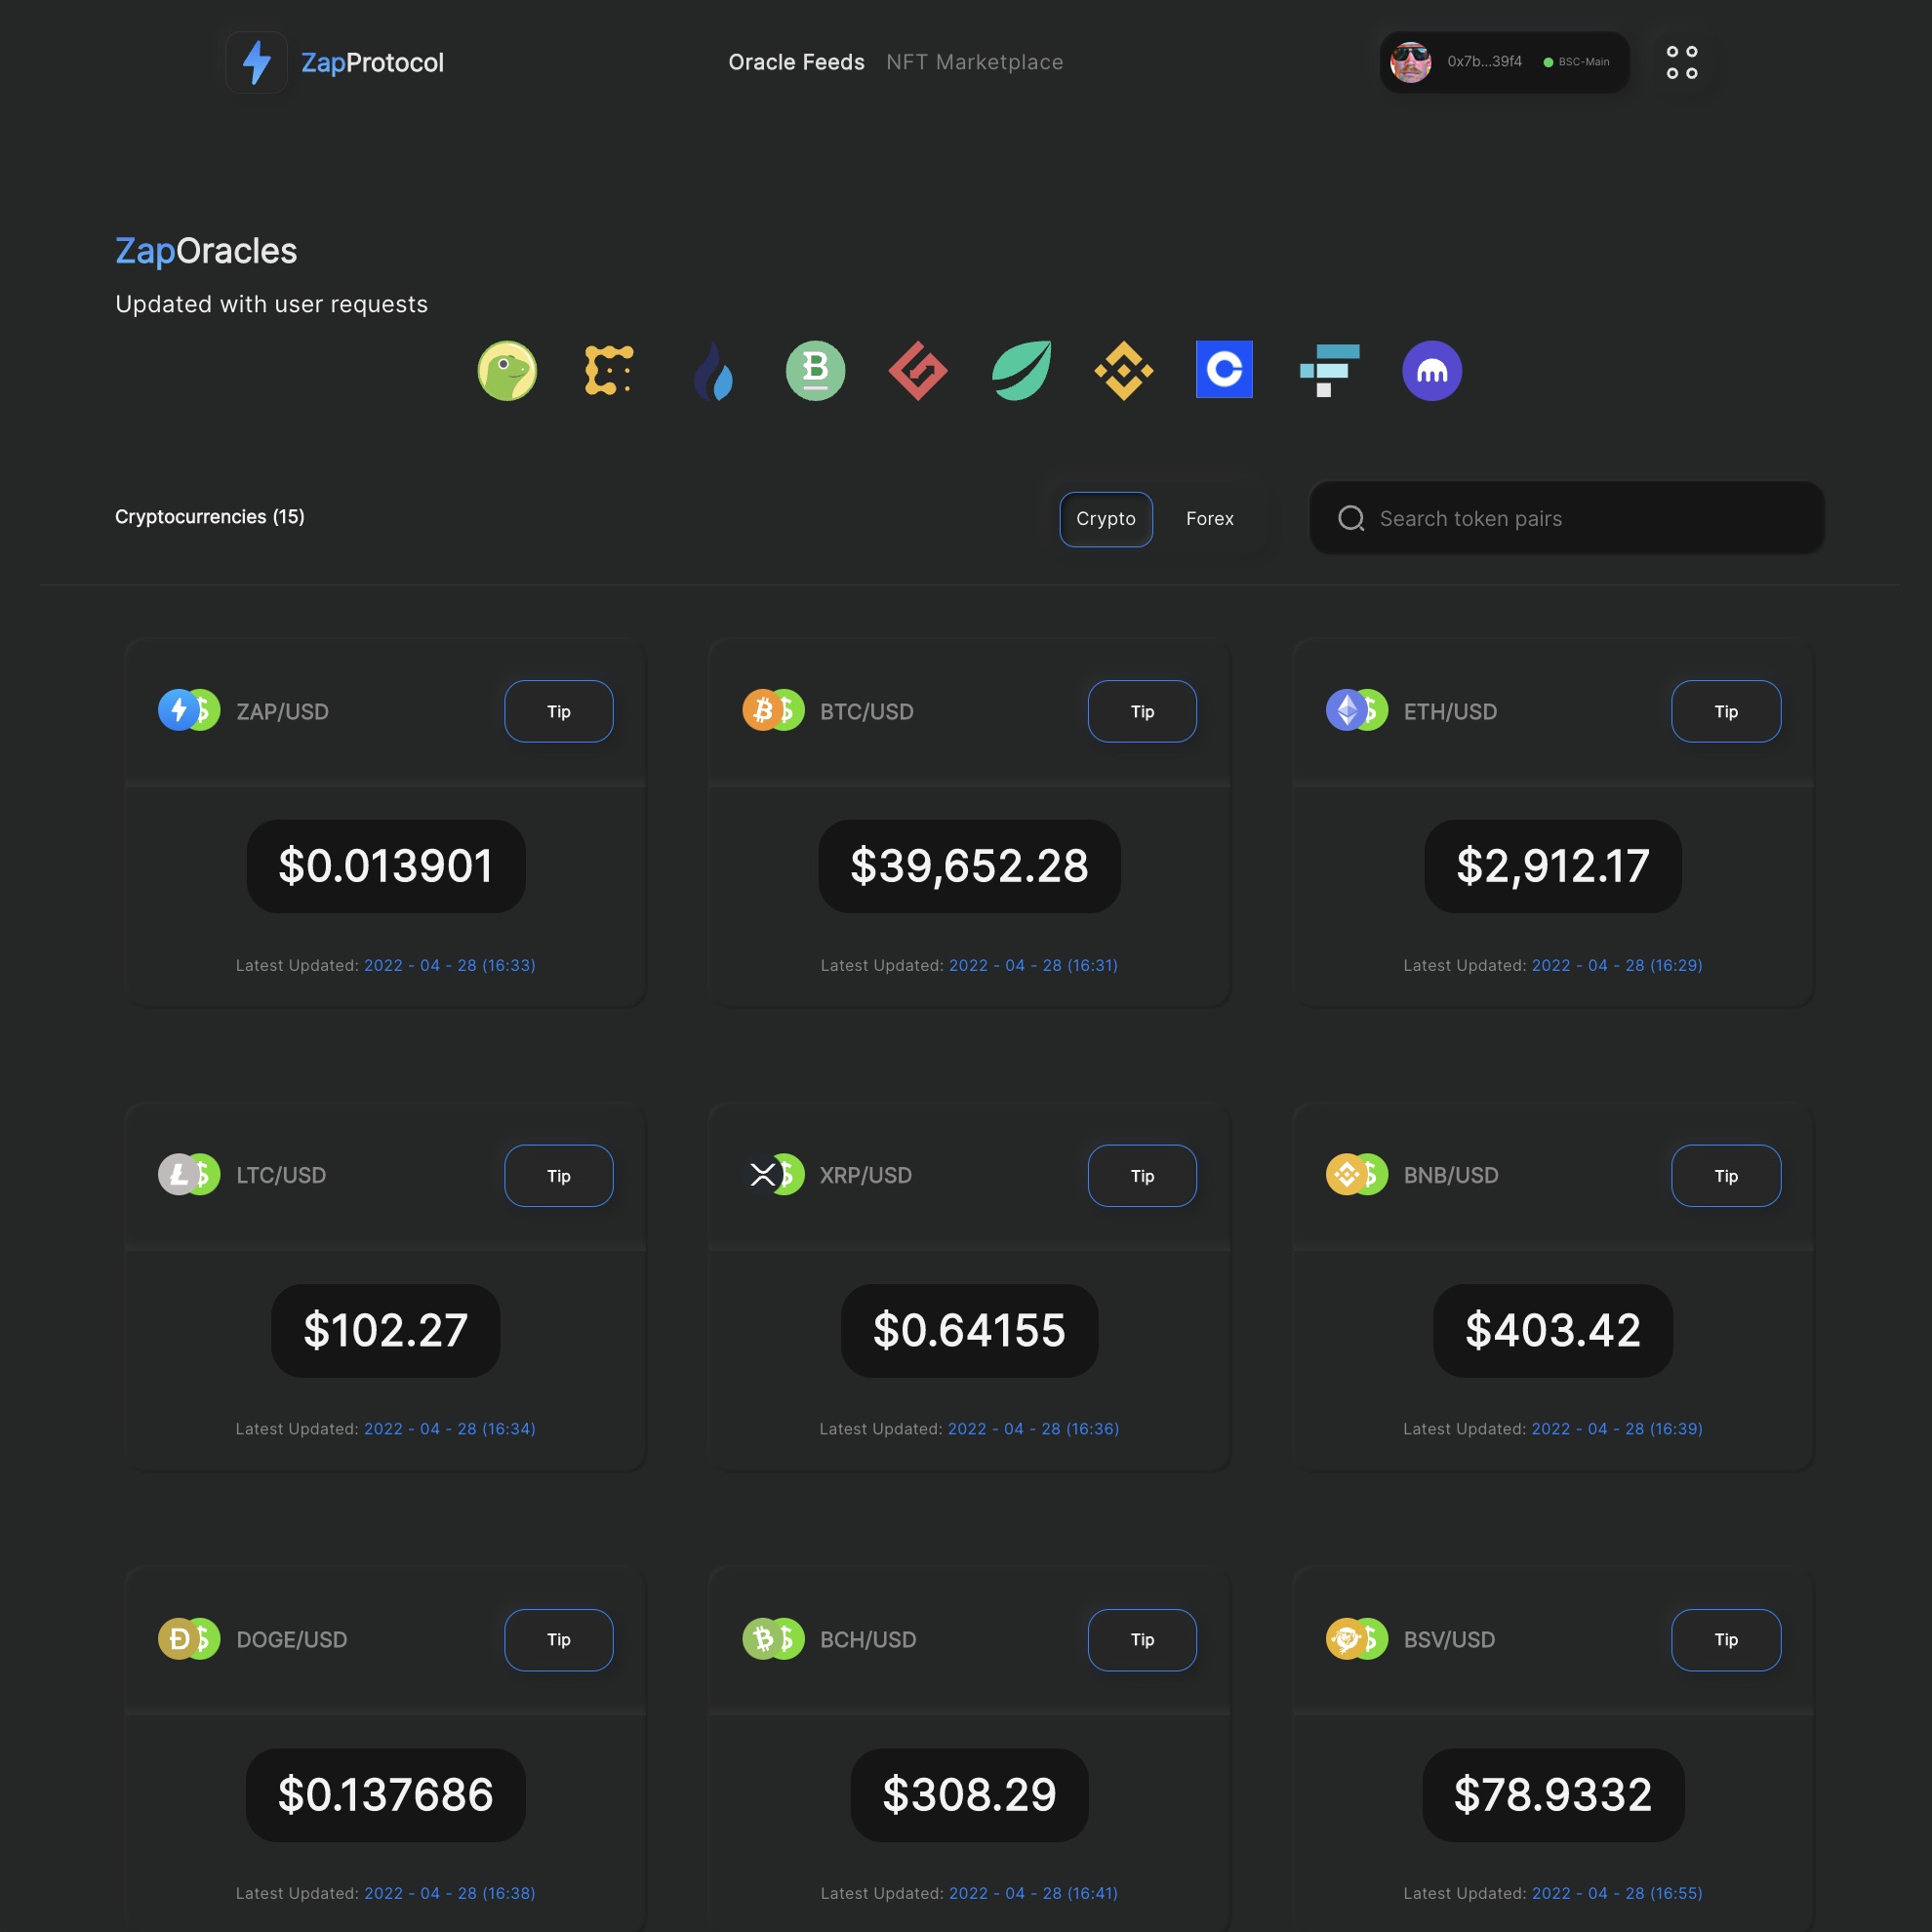 ZapProtocol
Oracle Feeds NFT Marketplace
0x7b...39f4 BSC-Main
ZapOracles
Updated with user requests
Cryptocurrencies (15)
Crypto Forex
Search token pairs
ZAP/USD Tip
$0.013901
Latest Updated: 2022 - 04 - 28 (16:33)
BTC/USD Tip
$39,652.28
Latest Updated: 2022 - 04 - 28 (16:31)
ETH/USD Tip
$2,912.17
Latest Updated: 2022 - 04 - 28 (16:29)
LTC/USD Tip
$102.27
Latest Updated: 2022 - 04 - 28 (16:34)
XRP/USD Tip
$0.64155
Latest Updated: 2022 - 04 - 28 (16:36)
BNB/USD Tip
$403.42
Latest Updated: 2022 - 04 - 28 (16:39)
DOGE/USD Tip
$0.137686
Latest Updated: 2022 - 04 - 28 (16:38)
BCH/USD Tip
$308.29
Latest Updated: 2022 - 04 - 28 (16:41)
BSV/USD Tip
$78.9332
Latest Updated: 2022 - 04 - 28 (16:55)